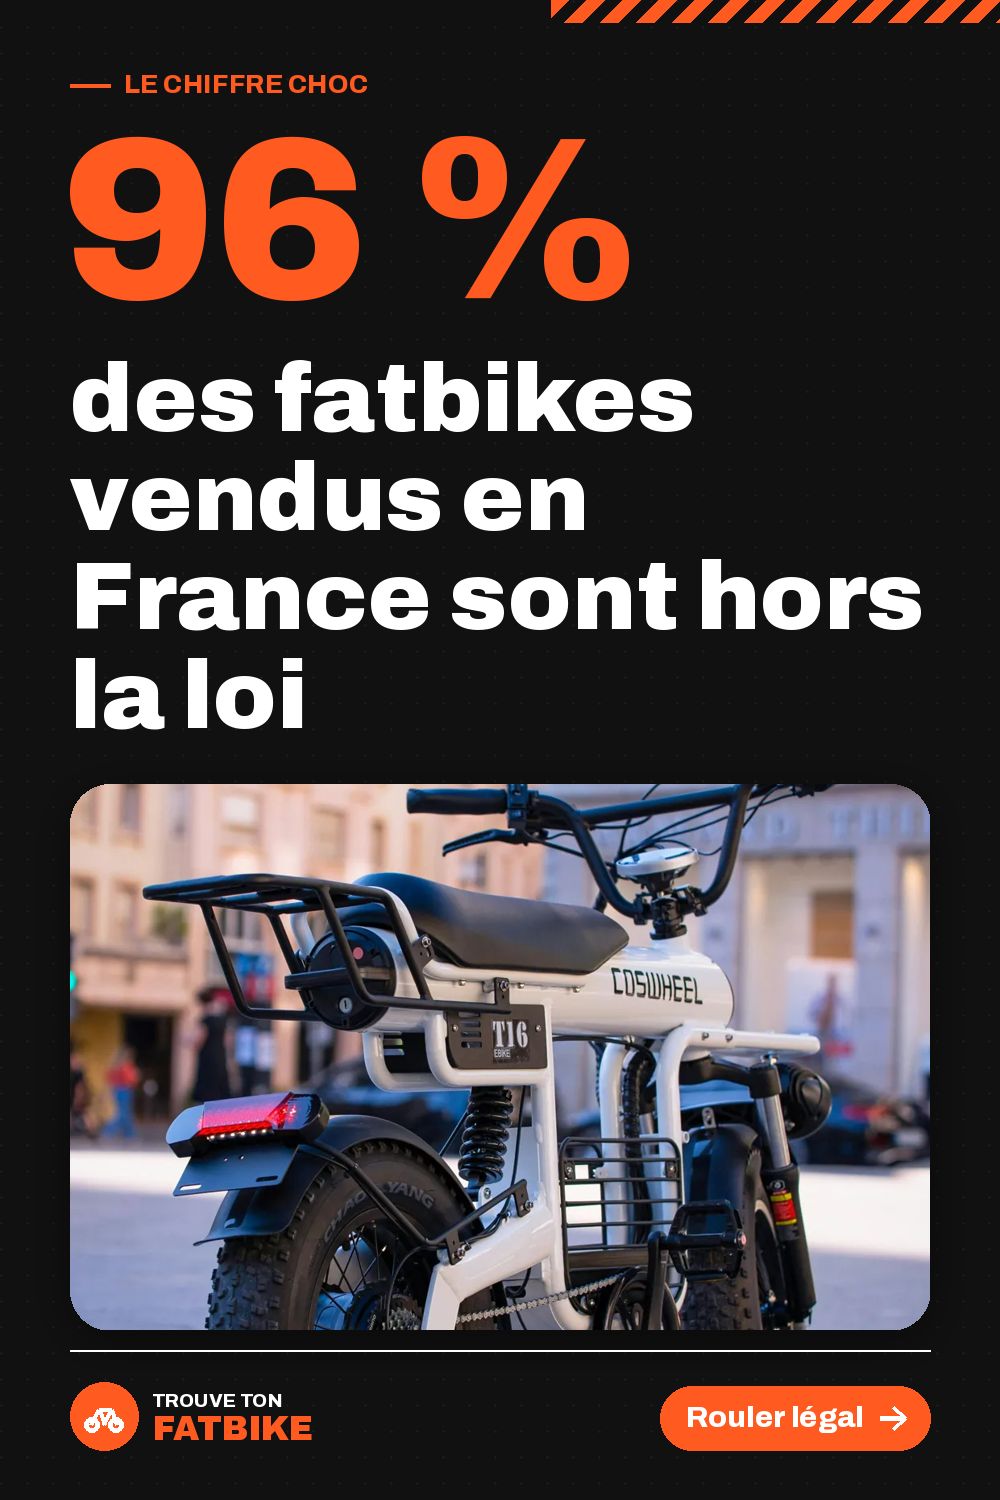 LE CHIFFRE CHOC
96 %
des fatbikes
vendus en
France sont hors
la loi
COSWHEEL
T16
EBIKE
CHAO YANG
TROUVE TON
FATBIKE
Rouler légal